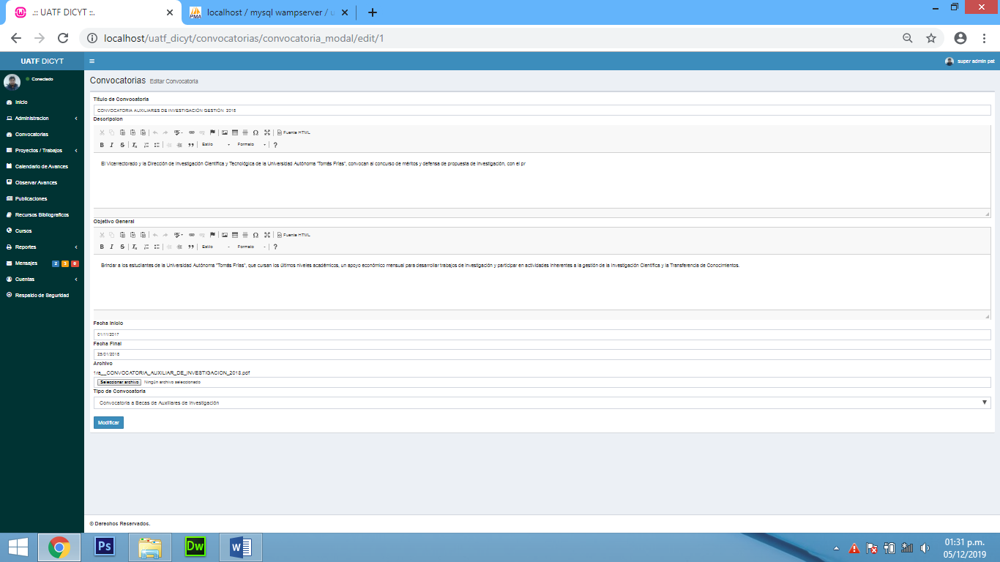 .:: UATF DICYT ::.
localhost / mysql wampserver / u
localhost/uatf_dicyt/convocatorias/convocatoria_modal/edit/1
UATF DICYT
super admin pat
Conectado
Inicio
Administracion
Convocatorias
Proyectos / Trabajos
Calendario de Avances
Observar Avances
Publicaciones
Recursos Bibliograficos
Cursos
Reportes
Mensajes 2 5 0
Cuentas
Respaldo de Seguridad
Convocatorias Editar Convocatoria
Titulo de Convocatoria
CONVOCATORIA AUXILIARES DE INVESTIGACIÓN GESTIÓN 2018
Descripcion
Fuente HTML
B I S Estilo Formato ?
El Vicerrectorado y la Dirección de Investigación Científica y Tecnológica de la Universidad Autónoma "Tomás Frías", convocan al concurso de méritos y defensa de propuesta de investigación, con el pr
Objetivo General
Fuente HTML
B I S Estilo Formato ?
Brindar a los estudiantes de la Universidad Autónoma "Tomás Frías", que cursan los últimos niveles académicos, un apoyo económico mensual para desarrollar trabajos de investigación y participar en actividades inherentes a la gestión de la Investigación Científica y la Transferencia de Conocimientos.
Fecha Inicio
01/11/2017
Fecha Final
25/01/2018
Archivo
1ra__CONVOCATORIA_AUXILIAR_DE_INVESTIGACION_2018.pdf
Seleccionar archivo Ningún archivo seleccionado
Tipo de Convocatoria
Convocatoria a Becas de Auxiliares de Investigación
Modificar
© Derechos Reservados.
Ps
Dw
W
01:31 p.m.
05/12/2019